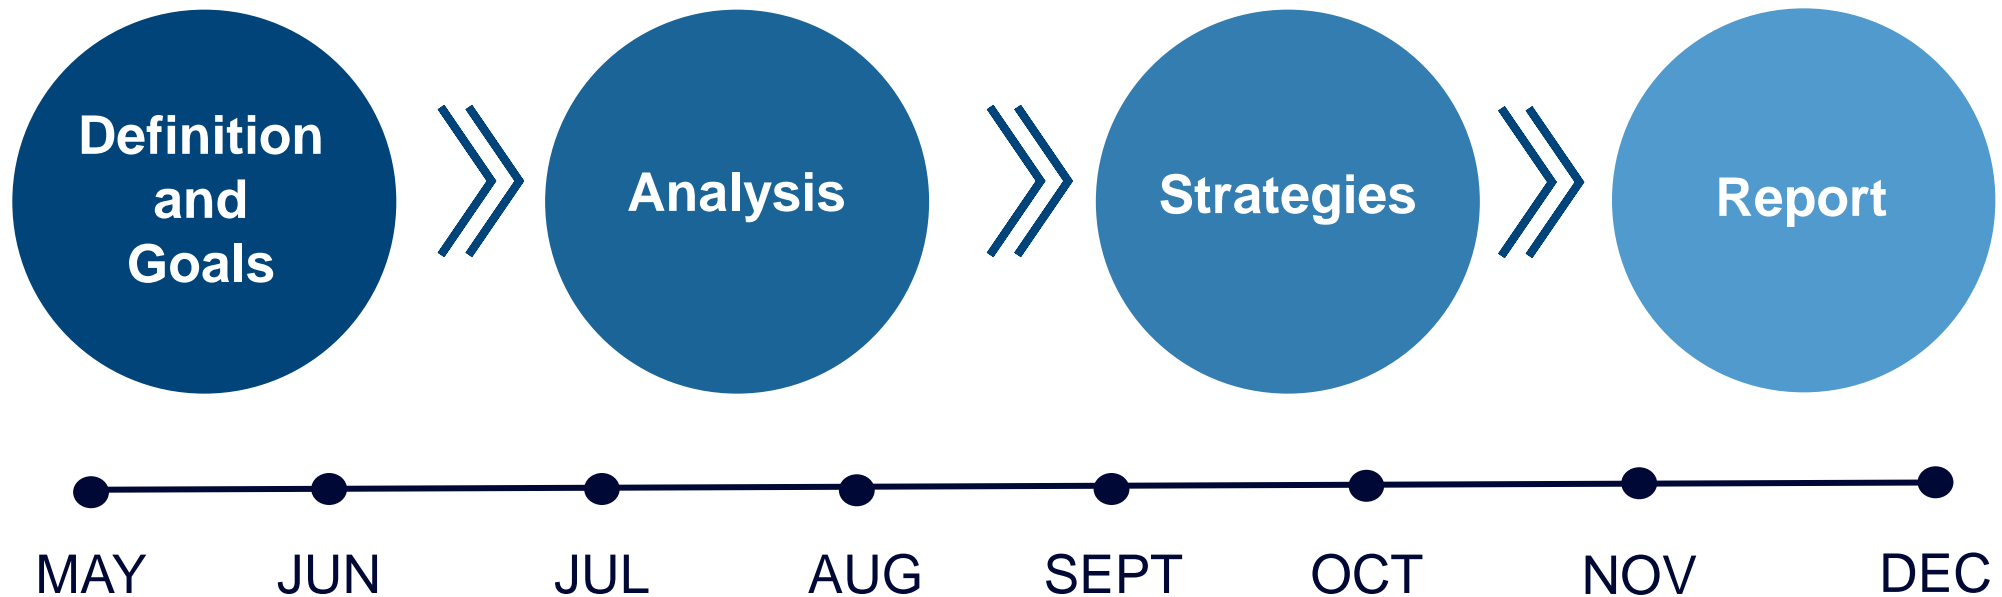 Definition
and
Goals
Analysis
Strategies
Report
MAY JUN JUL AUG SEPT OCT NOV DEC